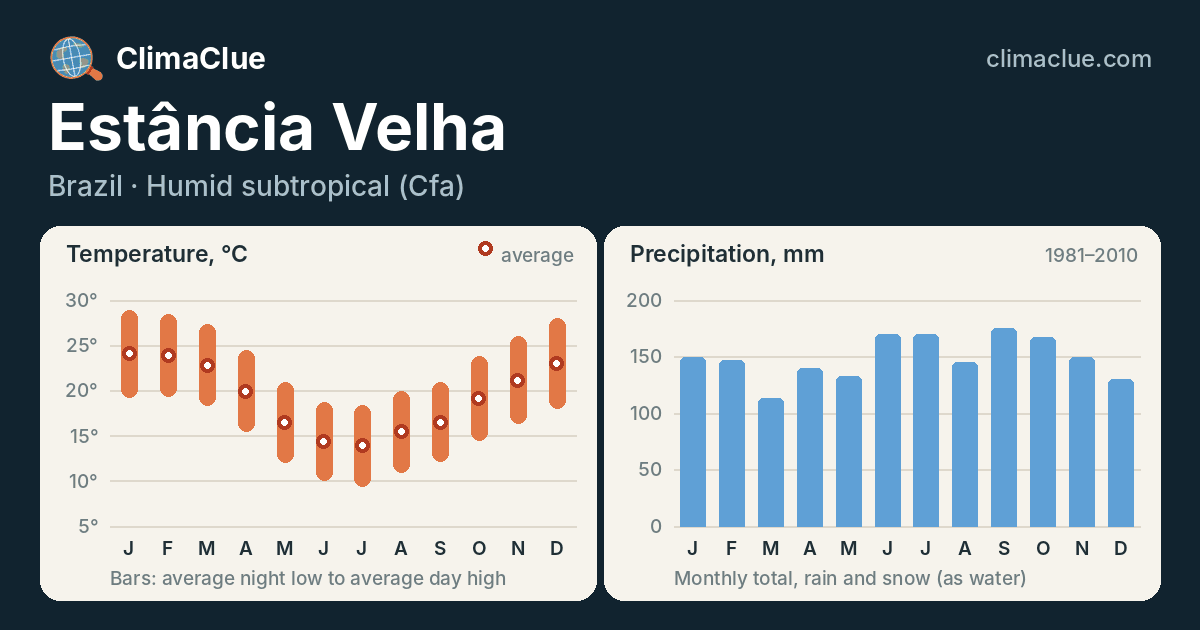 ClimaClue
climaclue.com
Estância Velha
Brazil · Humid subtropical (Cfa)
Temperature, °C
average
30°
25°
20°
15°
10°
5°
J F M A M J J A S O N D
Bars: average night low to average day high
Precipitation, mm
1981–2010
200
150
100
50
0
J F M A M J J A S O N D
Monthly total, rain and snow (as water)